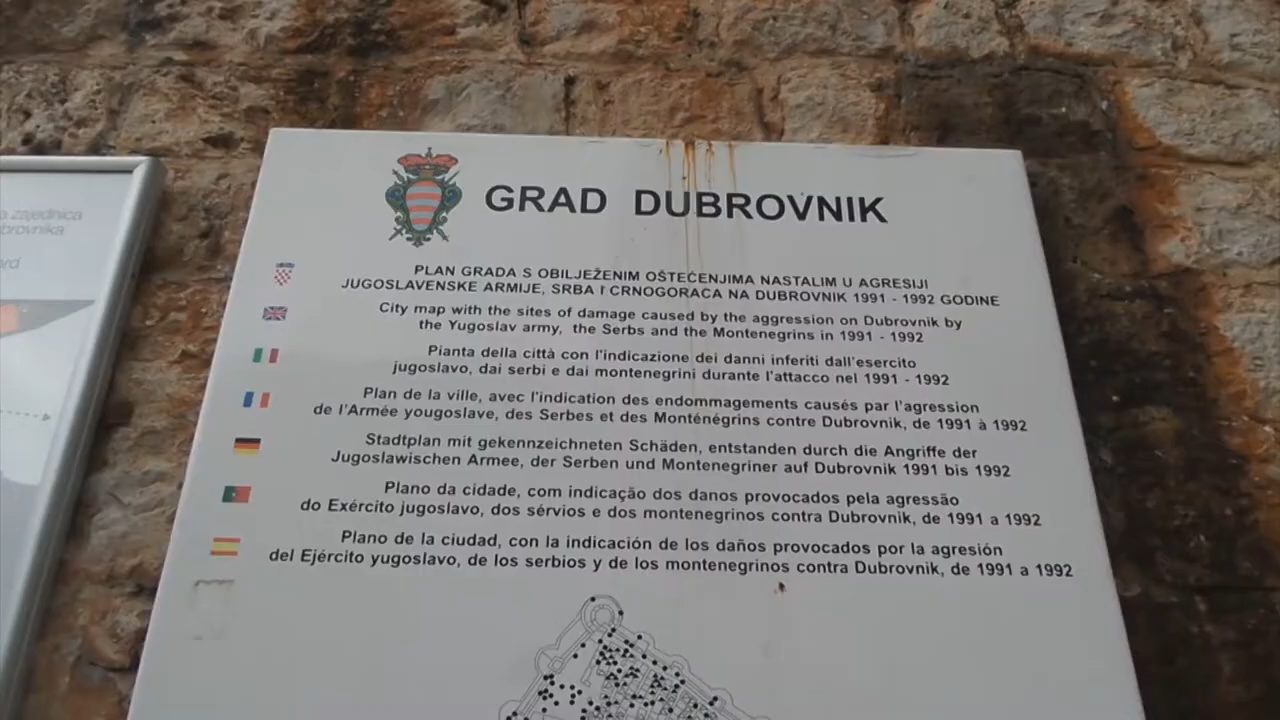 a zajednica
brovnika
GRAD DUBROVNIK
PLAN GRADA S OBILJEŽENIM OŠTEĆENJIMA NASTALIM U AGRESIJI
JUGOSLAVENSKE ARMIJE, SRBA I CRNOGORACA NA DUBROVNIK 1991 - 1992 GODINE
City map with the sites of damage caused by the aggression on Dubrovnik by
the Yugoslav army, the Serbs and the Montenegrins in 1991 - 1992
Pianta della città con l'indicazione dei danni inferiti dall'esercito
jugoslavo, dai serbi e dai montenegrini durante l'attacco nel 1991 - 1992
Plan de la ville, avec l'indication des endommagements causés par l'agression
de l'Armée yougoslave, des Serbes et des Monténégrins contre Dubrovnik, de 1991 à 1992
Stadtplan mit gekennzeichneten Schäden, entstanden durch die Angriffe der
Jugoslawischen Armee, der Serben und Montenegriner auf Dubrovnik 1991 bis 1992
Plano da cidade, com indicação dos danos provocados pela agressão
do Exército jugoslavo, dos sérvios e dos montenegrinos contra Dubrovnik, de 1991 a 1992
Plano de la ciudad, con la indicación de los daños provocados por la agresión
del Ejército yugoslavo, de los serbios y de los montenegrinos contra Dubrovnik, de 1991 a 1992